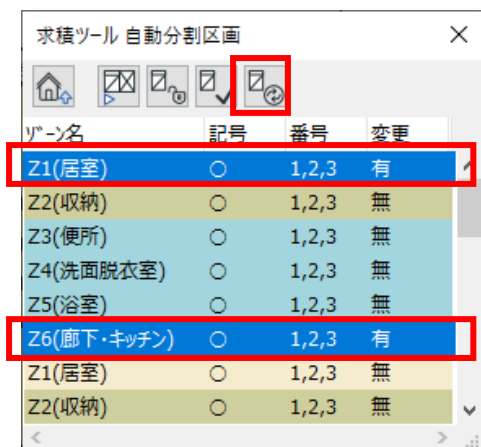 求積ツール 自動分割区画
ｿﾞｰﾝ名 記号 番号 変更
Z1(居室) ○ 1,2,3 有
Z2(収納) ○ 1,2,3 無
Z3(便所) ○ 1,2,3 無
Z4(洗面脱衣室) ○ 1,2,3 無
Z5(浴室) ○ 1,2,3 無
Z6(廊下・キッチン) ○ 1,2,3 有
Z1(居室) ○ 1,2,3 無
Z2(収納) ○ 1,2,3 無